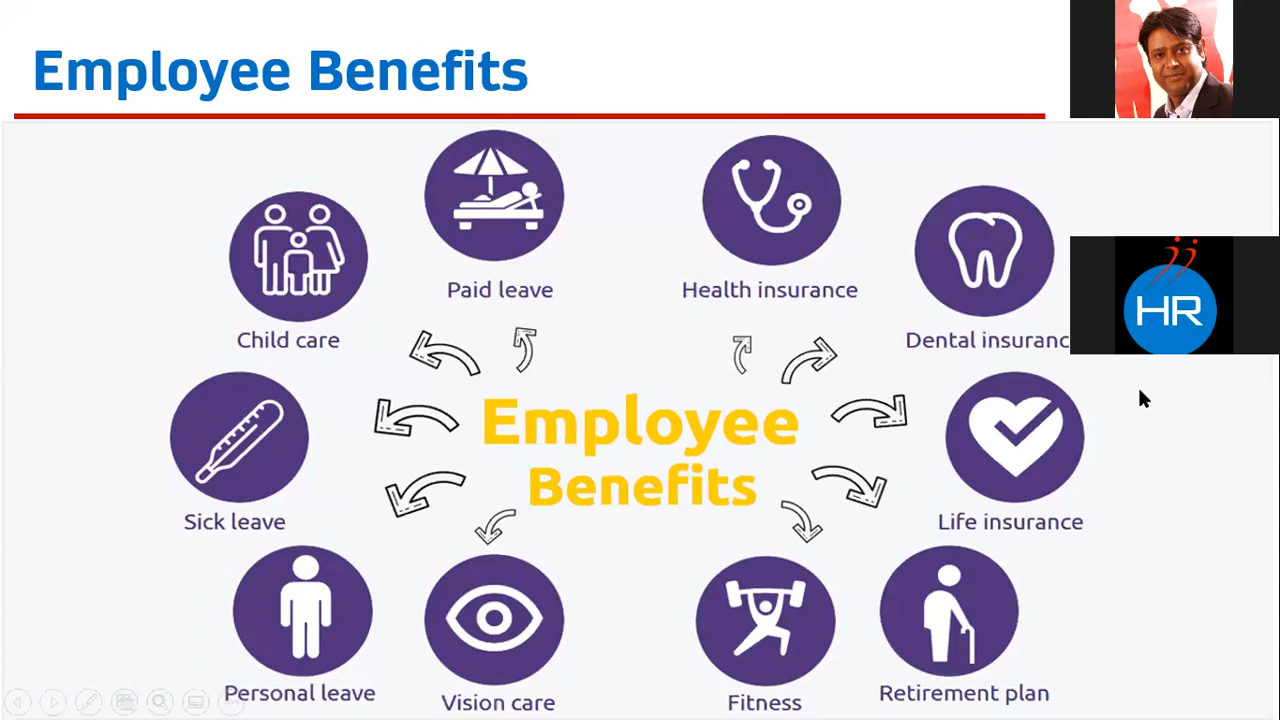 Employee Benefits
Paid leave
Health insurance
Child care
Dental insuranc
HR
Employee
Benefits
Sick leave
Life insurance
Personal leave
Vision care
Fitness
Retirement plan